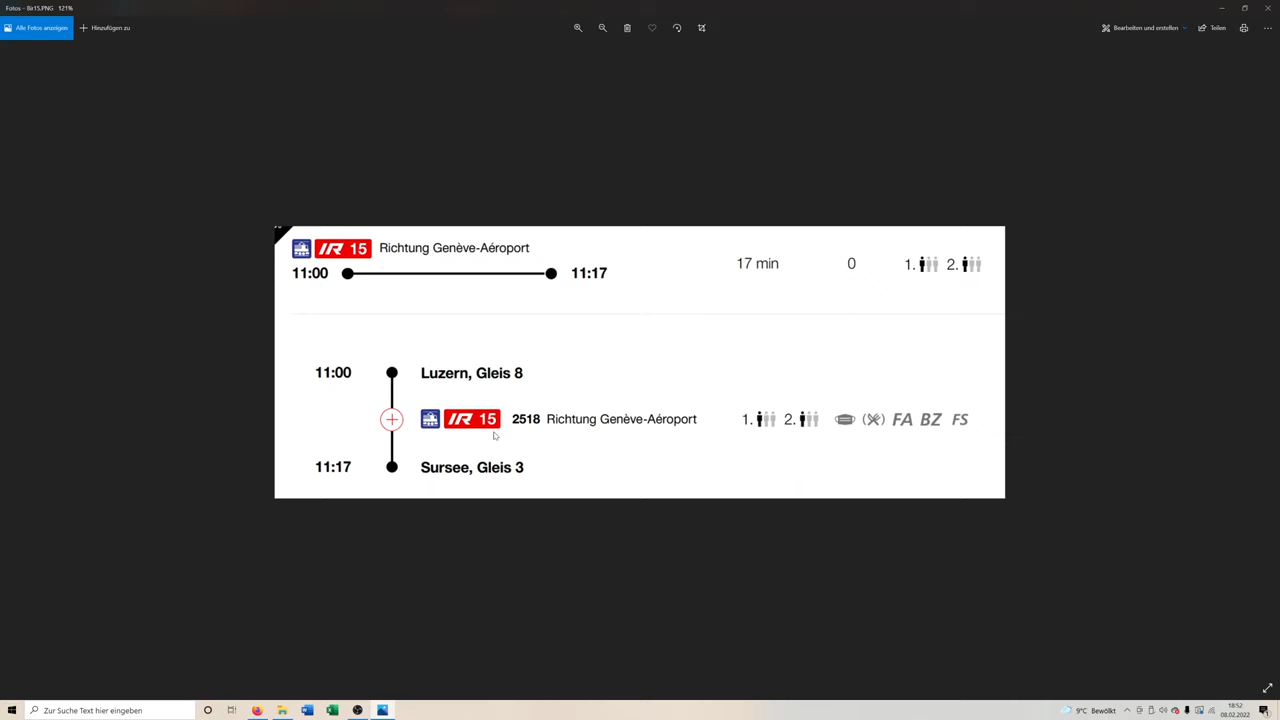 Fotos – Bit15.PNG 121%
Alle Fotos anzeigen
Hinzufügen zu
Bearbeiten und erstellen
Teilen
IR 15 Richtung Genève-Aéroport
11:00 11:17
17 min 0 1. 2.
11:00 Luzern, Gleis 8
IR 15 2518 Richtung Genève-Aéroport 1. 2. FA BZ FS
11:17 Sursee, Gleis 3
Zur Suche Text hier eingeben
9°C Bewölkt
18:52
08.02.2022